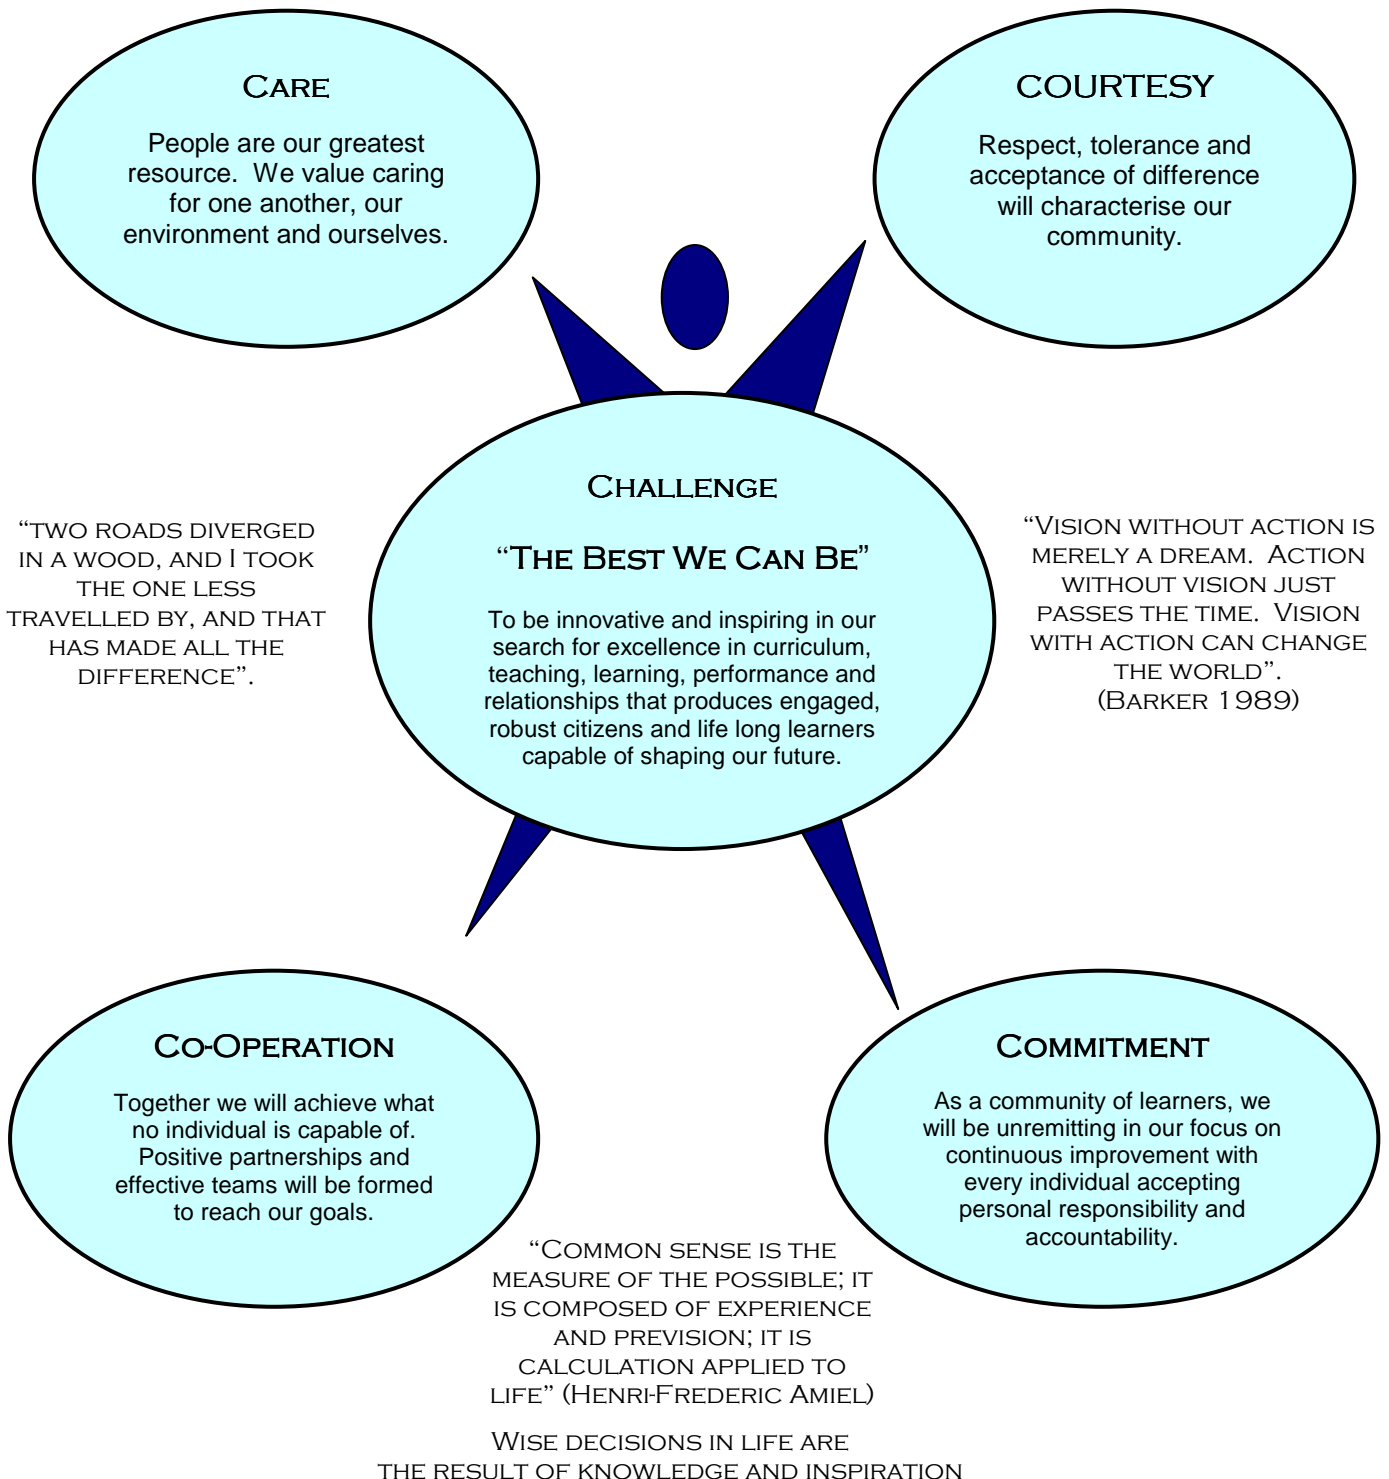 CARE
People are our greatest
resource.  We value caring
for one another, our
environment and ourselves.
COURTESY
Respect, tolerance and
acceptance of difference
will characterise our
community.
CHALLENGE
“THE BEST WE CAN BE”
To be innovative and inspiring in our
search for excellence in curriculum,
teaching, learning, performance and
relationships that produces engaged,
robust citizens and life long learners
capable of shaping our future.
“TWO ROADS DIVERGED
IN A WOOD, AND I TOOK
THE ONE LESS
TRAVELLED BY, AND THAT
HAS MADE ALL THE
DIFFERENCE”.
“VISION WITHOUT ACTION IS
MERELY A DREAM.  ACTION
WITHOUT VISION JUST
PASSES THE TIME.  VISION
WITH ACTION CAN CHANGE
THE WORLD”.
(BARKER 1989)
CO-OPERATION
Together we will achieve what
no individual is capable of.
Positive partnerships and
effective teams will be formed
to reach our goals.
COMMITMENT
As a community of learners, we
will be unremitting in our focus on
continuous improvement with
every individual accepting
personal responsibility and
accountability.
“COMMON SENSE IS THE
MEASURE OF THE POSSIBLE; IT
IS COMPOSED OF EXPERIENCE
AND PREVISION; IT IS
CALCULATION APPLIED TO
LIFE” (HENRI-FREDERIC AMIEL)
WISE DECISIONS IN LIFE ARE
THE RESULT OF KNOWLEDGE AND INSPIRATION